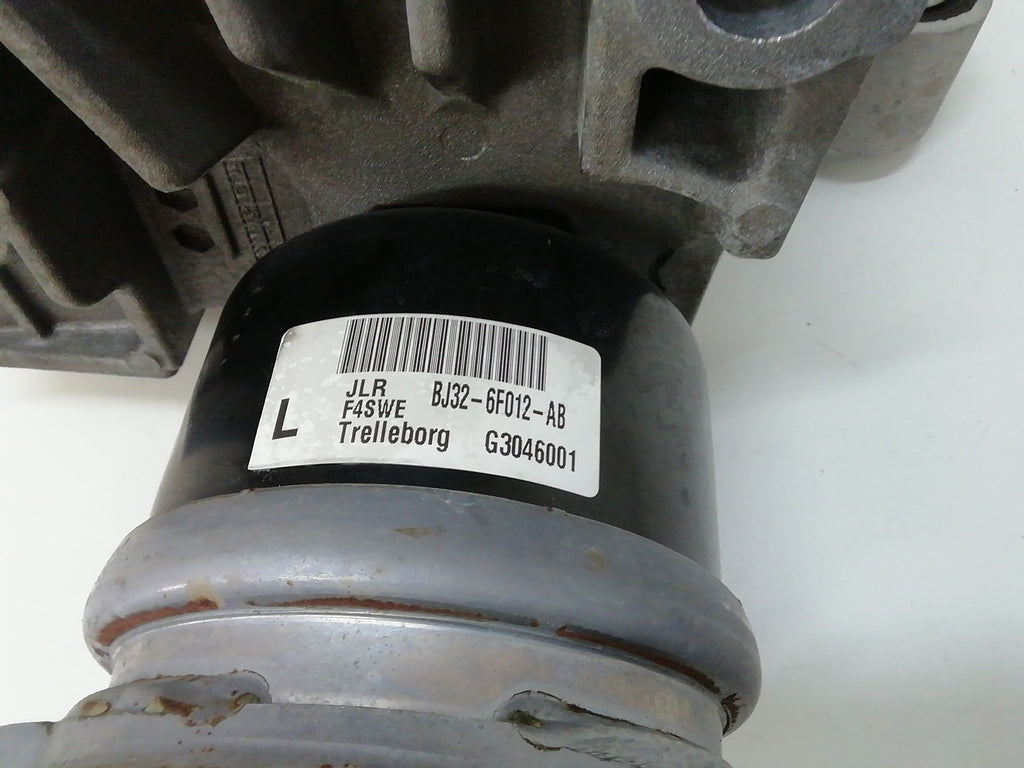 JLR BJ32-6F012-AB
F4SWE
L
Trelleborg G3046001